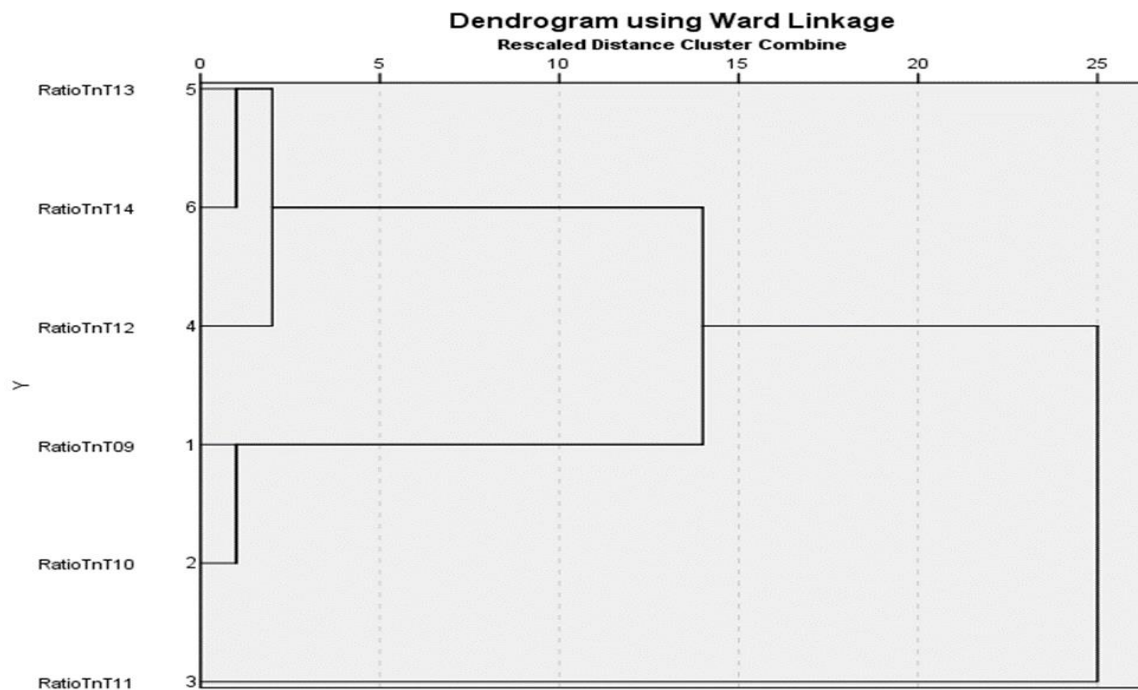 Dendrogram using Ward Linkage
Rescaled Distance Cluster Combine
0 5 10 15 20 25
RatioTnT13 5
RatioTnT14 6
RatioTnT12 4
Y
RatioTnT09 1
RatioTnT10 2
RatioTnT11 3